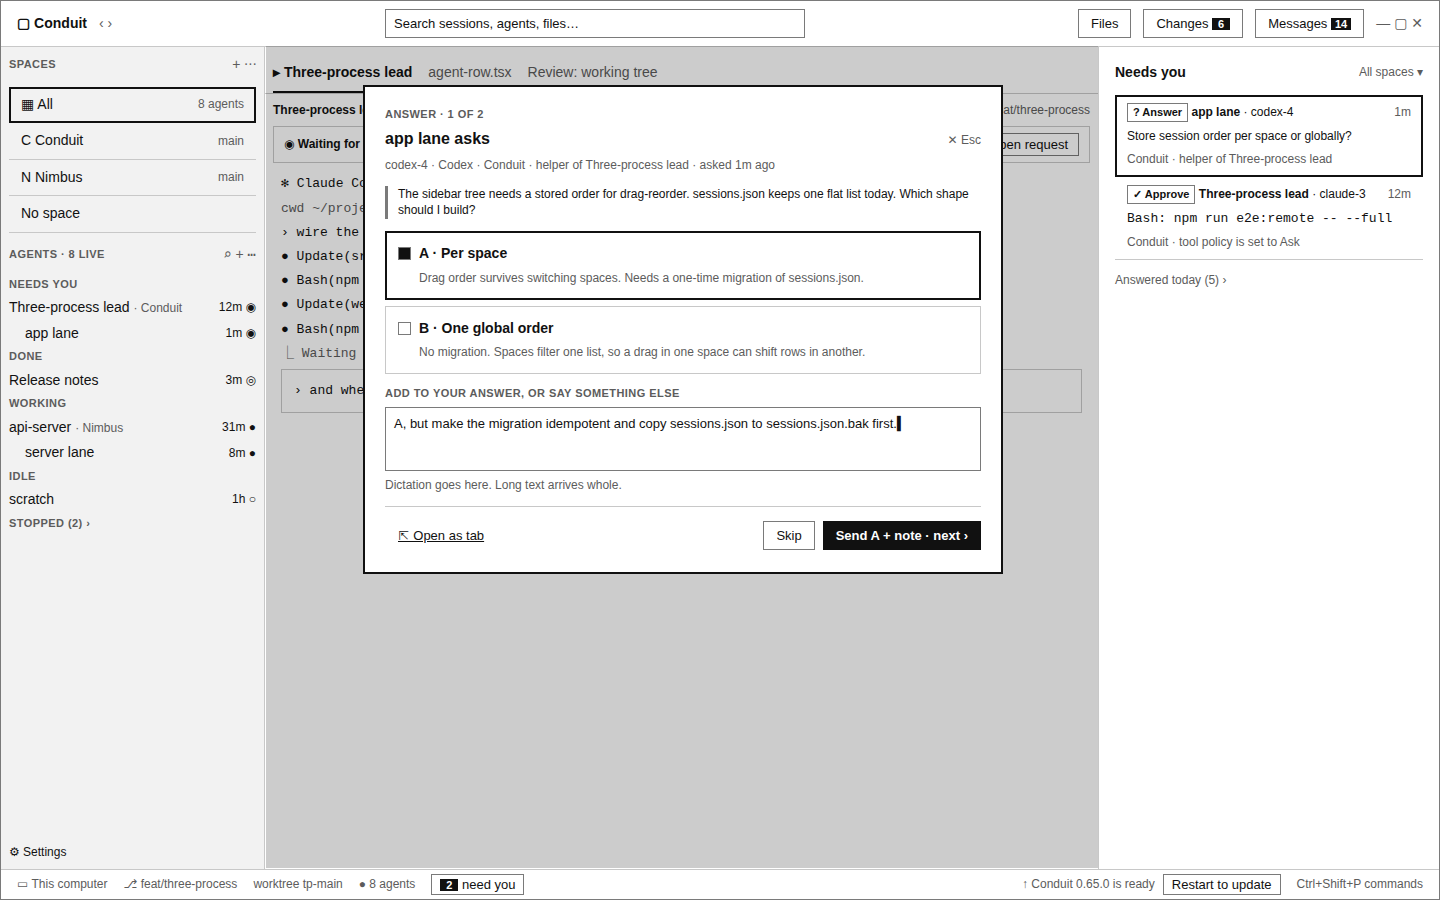 ▢ Conduit ‹ ›
Search sessions, agents, files…
Files
Changes 6
Messages 14
— ▢ ✕
SPACES + ⋯
▦ All 8 agents
C Conduit main
N Nimbus main
No space
AGENTS · 8 LIVE ⌕ + ⋯
NEEDS YOU
Three-process lead · Conduit 12m ◉
app lane 1m ◉
DONE
Release notes 3m ◎
WORKING
api-server · Nimbus 31m ●
server lane 8m ●
IDLE
scratch 1h ○
STOPPED (2) ›
⚙ Settings
▸ Three-process lead agent-row.tsx Review: working tree
Three-process at/three-process
◉ Waiting for request
✻ Claude
cwd
› wire the
● Update
● Bash(npm
● Update
● Bash(npm
⎿ Waiting
› and
ANSWER · 1 OF 2
app lane asks ✕ Esc
codex-4 · Codex · Conduit · helper of Three-process lead · asked 1m ago
The sidebar tree needs a stored order for drag-reorder. sessions.json keeps one flat list today. Which shape
should I build?
A · Per space
Drag order survives switching spaces. Needs a one-time migration of sessions.json.
B · One global order
No migration. Spaces filter one list, so a drag in one space can shift rows in another.
ADD TO YOUR ANSWER, OR SAY SOMETHING ELSE
A, but make the migration idempotent and copy sessions.json to sessions.json.bak first.▌
Dictation goes here. Long text arrives whole.
⇱ Open as tab
Skip
Send A + note · next ›
Needs you All spaces ▾
? Answer app lane · codex-4 1m
Store session order per space or globally?
Conduit · helper of Three-process lead
✓ Approve Three-process lead · claude-3 12m
Bash: npm run e2e:remote -- --full
Conduit · tool policy is set to Ask
Answered today (5) ›
▭ This computer ⎇ feat/three-process worktree tp-main ● 8 agents 2 need you
↑ Conduit 0.65.0 is ready Restart to update Ctrl+Shift+P commands